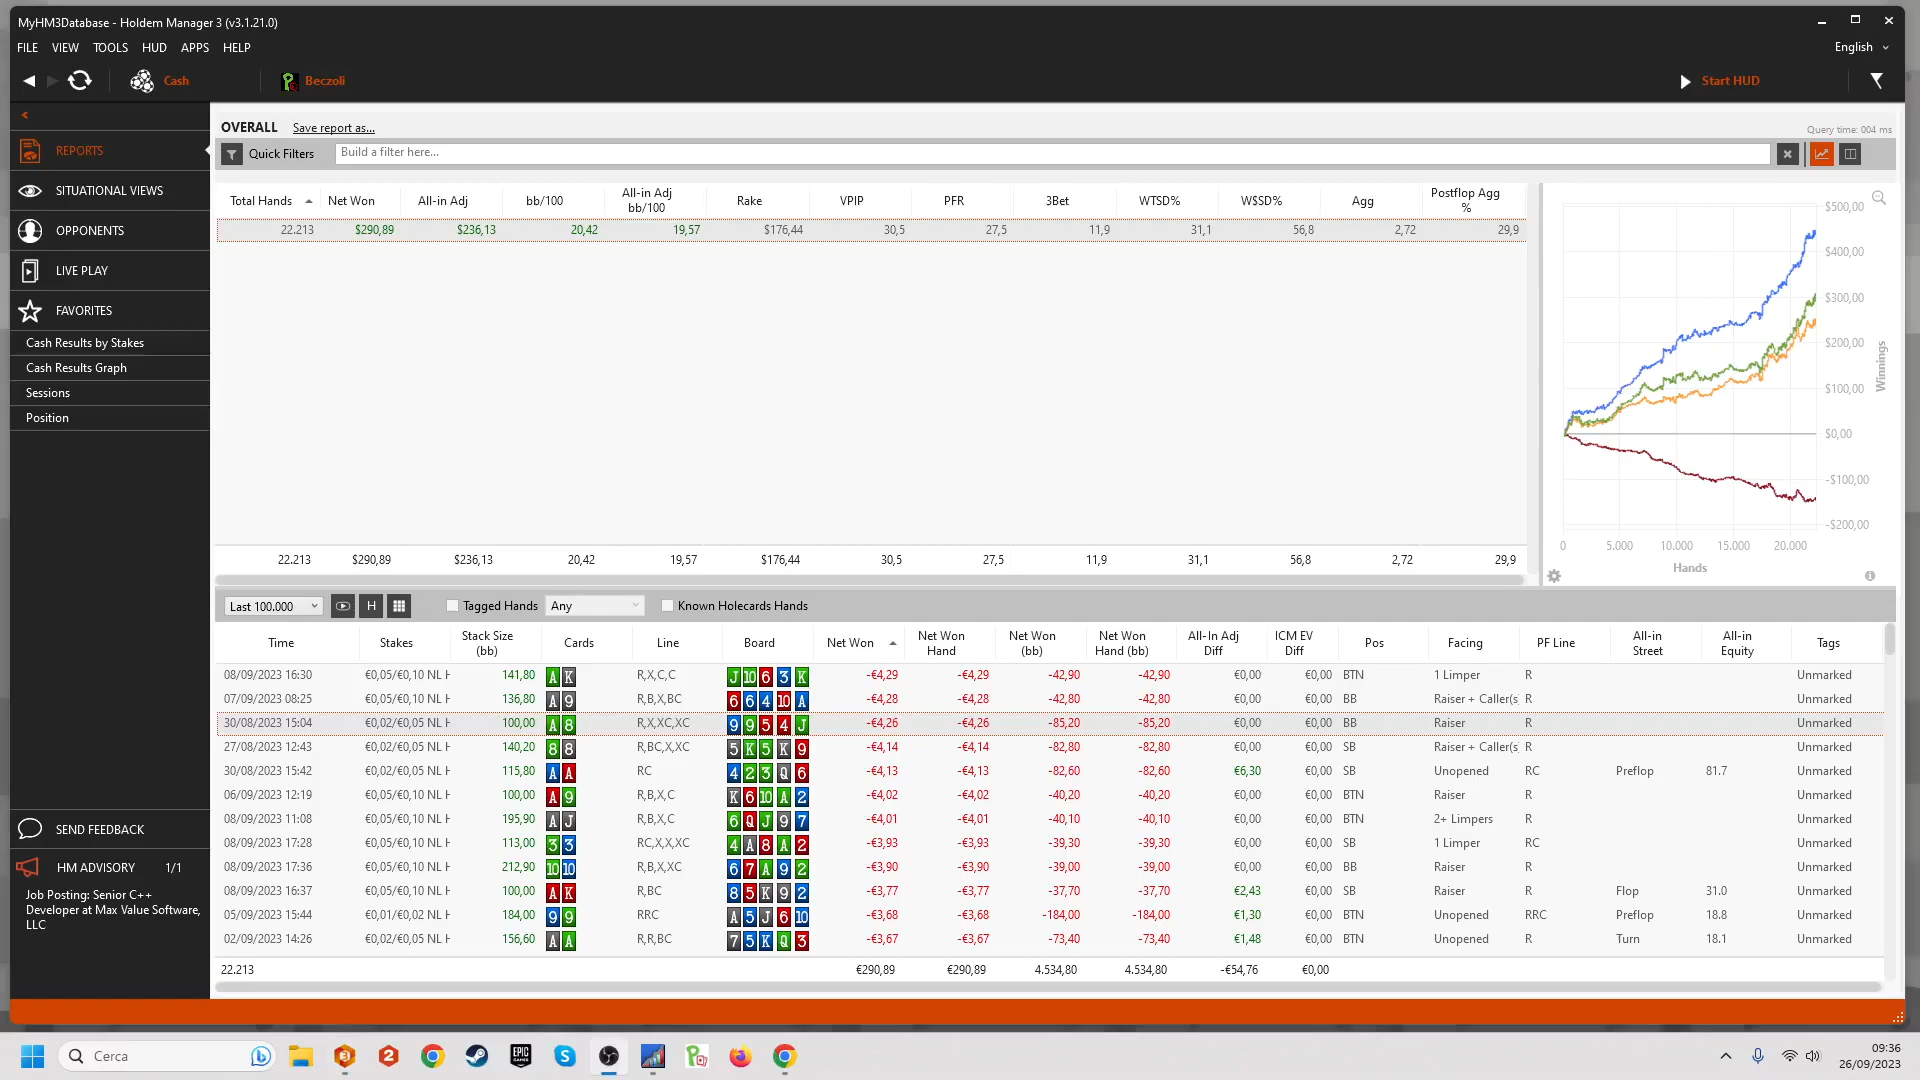 MyHM3Database - Holdem Manager 3 (v3.1.21.0)
FILE VIEW TOOLS HUD APPS HELP
English
Cash
Beczoli
Start HUD
REPORTS
SITUATIONAL VIEWS
OPPONENTS
LIVE PLAY
FAVORITES
Cash Results by Stakes
Cash Results Graph
Sessions
Position
SEND FEEDBACK
HM ADVISORY 1/1
Job Posting: Senior C++
Developer at Max Value Software,
LLC
OVERALL Save report as...
Query time: 004 ms
Quick Filters Build a filter here...
Total Hands Net Won All-in Adj bb/100 All-in Adj bb/100 Rake VPIP PFR 3Bet WTSD% W$SD% Agg Postflop Agg %
22.213 $290,89 $236,13 20,42 19,57 $176,44 30,5 27,5 11,9 31,1 56,8 2,72 29,9
22.213 $290,89 $236,13 20,42 19,57 $176,44 30,5 27,5 11,9 31,1 56,8 2,72 29,9
$500,00
$400,00
$300,00
$200,00
$100,00
$0,00
-$100,00
-$200,00
Winnings
0 5.000 10.000 15.000 20.000
Hands
Last 100.000 H Tagged Hands Any Known Holecards Hands
Time Stakes Stack Size (bb) Cards Line Board Net Won Net Won Hand Net Won (bb) Net Won Hand (bb) All-In Adj Diff ICM EV Diff Pos Facing PF Line All-in Street All-in Equity Tags
08/09/2023 16:30 €0,05/€0,10 NL H 141,80 A K R,X,C,C J 10 6 3 K -€4,29 -€4,29 -42,90 -42,90 €0,00 €0,00 BTN 1 Limper R Unmarked
07/09/2023 08:25 €0,05/€0,10 NL H 136,80 A 9 R,B,X,BC 6 6 4 10 A -€4,28 -€4,28 -42,80 -42,80 €0,00 €0,00 BB Raiser + Caller(s) R Unmarked
30/08/2023 15:04 €0,02/€0,05 NL H 100,00 A 8 R,X,XC,XC 9 9 5 4 J -€4,26 -€4,26 -85,20 -85,20 €0,00 €0,00 BB Raiser R Unmarked
27/08/2023 12:43 €0,02/€0,05 NL H 140,20 8 8 R,BC,X,XC 5 K 5 K 9 -€4,14 -€4,14 -82,80 -82,80 €0,00 €0,00 SB Raiser + Caller(s) R Unmarked
30/08/2023 15:42 €0,02/€0,05 NL H 115,80 A A RC 4 2 3 Q 6 -€4,13 -€4,13 -82,60 -82,60 €6,30 €0,00 SB Unopened RC Preflop 81.7 Unmarked
06/09/2023 12:19 €0,05/€0,10 NL H 100,00 A 9 R,B,X,C K 6 10 A 2 -€4,02 -€4,02 -40,20 -40,20 €0,00 €0,00 BTN Raiser R Unmarked
08/09/2023 11:08 €0,05/€0,10 NL H 195,90 A J R,B,X,C 6 Q J 9 7 -€4,01 -€4,01 -40,10 -40,10 €0,00 €0,00 BTN 2+ Limpers R Unmarked
08/09/2023 17:28 €0,05/€0,10 NL H 113,00 3 3 RC,X,X,XC 4 A 8 A 2 -€3,93 -€3,93 -39,30 -39,30 €0,00 €0,00 SB 1 Limper RC Unmarked
08/09/2023 17:36 €0,05/€0,10 NL H 212,90 10 10 R,B,X,XC 6 7 A 9 2 -€3,90 -€3,90 -39,00 -39,00 €0,00 €0,00 BB Raiser R Unmarked
08/09/2023 16:37 €0,05/€0,10 NL H 100,00 A K R,BC 8 5 K 9 2 -€3,77 -€3,77 -37,70 -37,70 €2,43 €0,00 SB Raiser R Flop 31.0 Unmarked
05/09/2023 15:44 €0,01/€0,02 NL H 184,00 9 9 RRC A 5 J 6 10 -€3,68 -€3,68 -184,00 -184,00 €1,30 €0,00 BTN Unopened RRC Preflop 18.8 Unmarked
02/09/2023 14:26 €0,02/€0,05 NL H 156,60 A A R,R,BC 7 5 K Q 3 -€3,67 -€3,67 -73,40 -73,40 €1,48 €0,00 BTN Unopened R Turn 18.1 Unmarked
22.213 €290,89 €290,89 4.534,80 4.534,80 -€54,76 €0,00
Cerca
09:36
26/09/2023